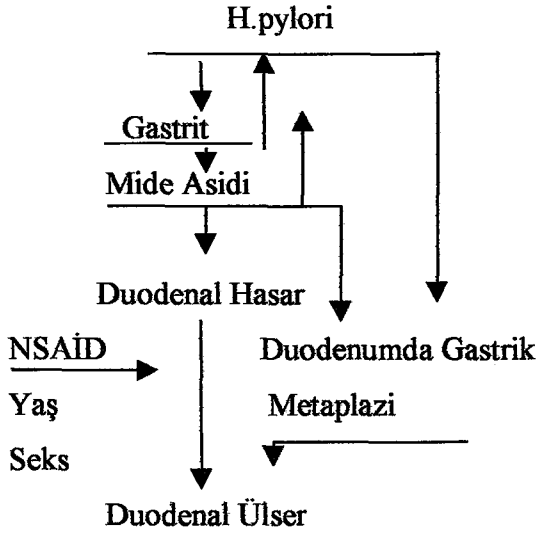 H.pylori
Gastrit
Mide Asidi
Duodenal Hasar
NSAİD
Duodenumda Gastrik
Yaş
Metaplazi
Seks
Duodenal Ülser